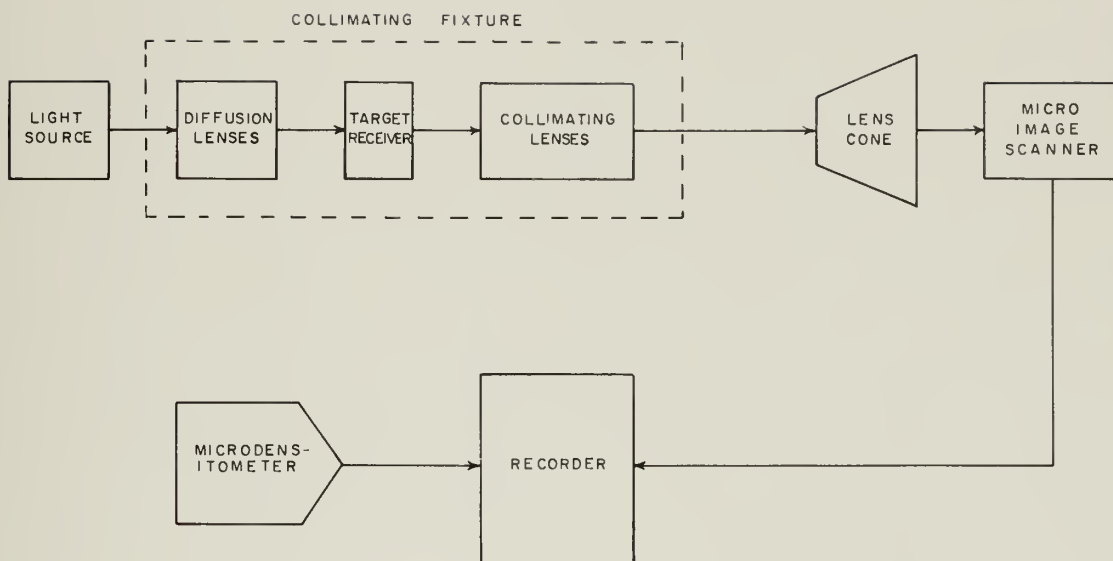 COLLIMATING FIXTURE
LIGHT
SOURCE
DIFFUSION
LENSES
TARGET
RECEIVER
COLLIMATING
LENSES
LENS
CONE
MICRO
IMAGE
SCANNER
MICRODENS-
ITOMETER
RECORDER